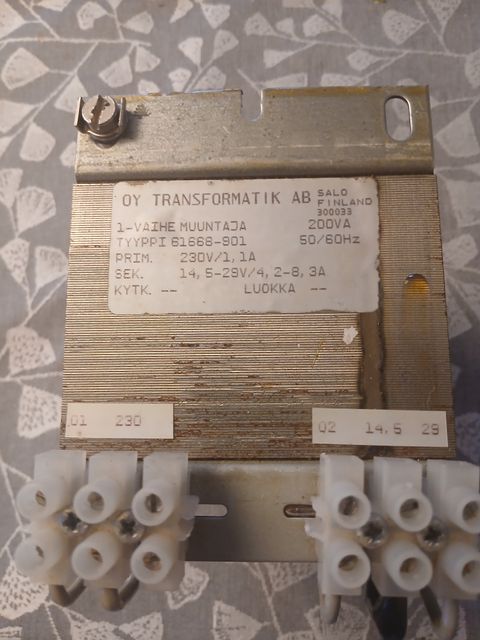 OY TRANSFORMATIK AB
SALO
FINLAND
300033
1-VAIHE MUUNTAJA 200VA
TYYPPI 61668-901 50/60Hz
PRIM. 230V/1,1A
SEK. 14,5-29V/4,2-8,3A
KYTK. -- LUOKKA --
01 230
02 14,5 29